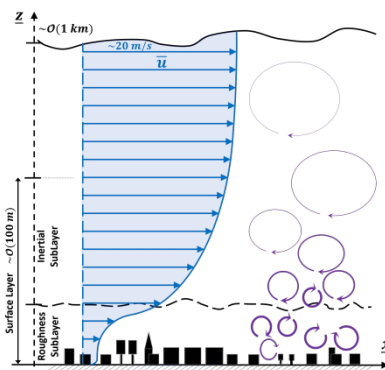 z
~O(1 km)
~20 m/s
u̅
Surface Layer ~O(100 m)
Inertial
SubLayer
Roughness
SubLayer